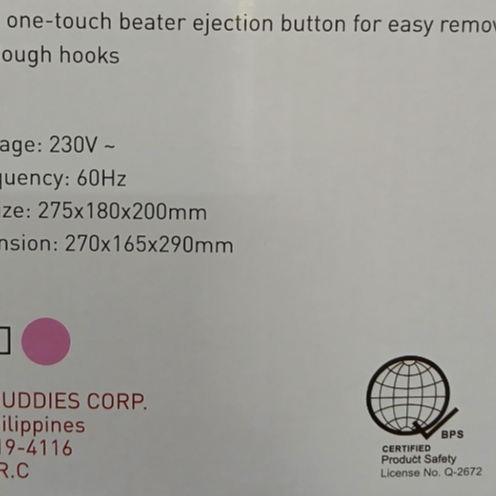 one-touch beater ejection button for easy remov
ough hooks
age: 230V ~
quency: 60Hz
ize: 275x180x200mm
nsion: 270x165x290mm
UDDIES CORP.
ilippines
19-4116
R.C
BPS
CERTIFIED
Product Safety
License No. Q-2672